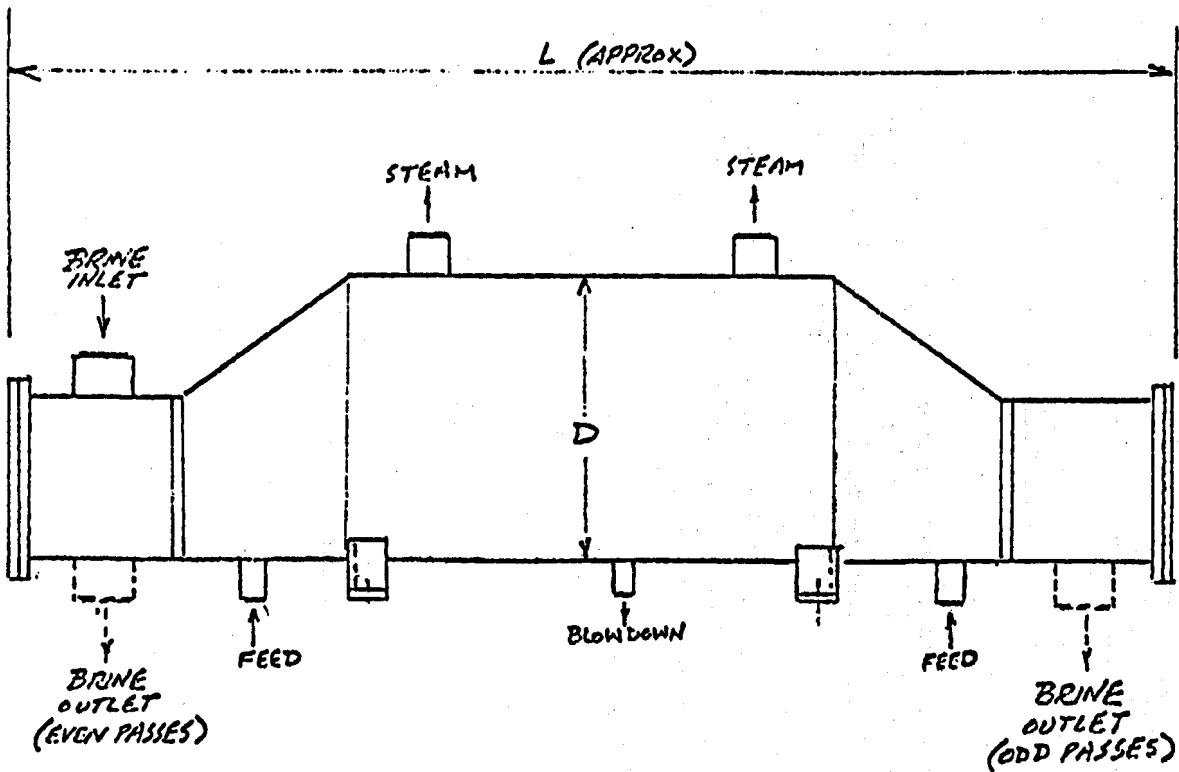 L (APPROX)
STEAM
STEAM
BRINE
INLET
D
FEED
BLOWDOWN
FEED
BRINE
OUTLET
(EVEN PASSES)
BRINE
OUTLET
(ODD PASSES)